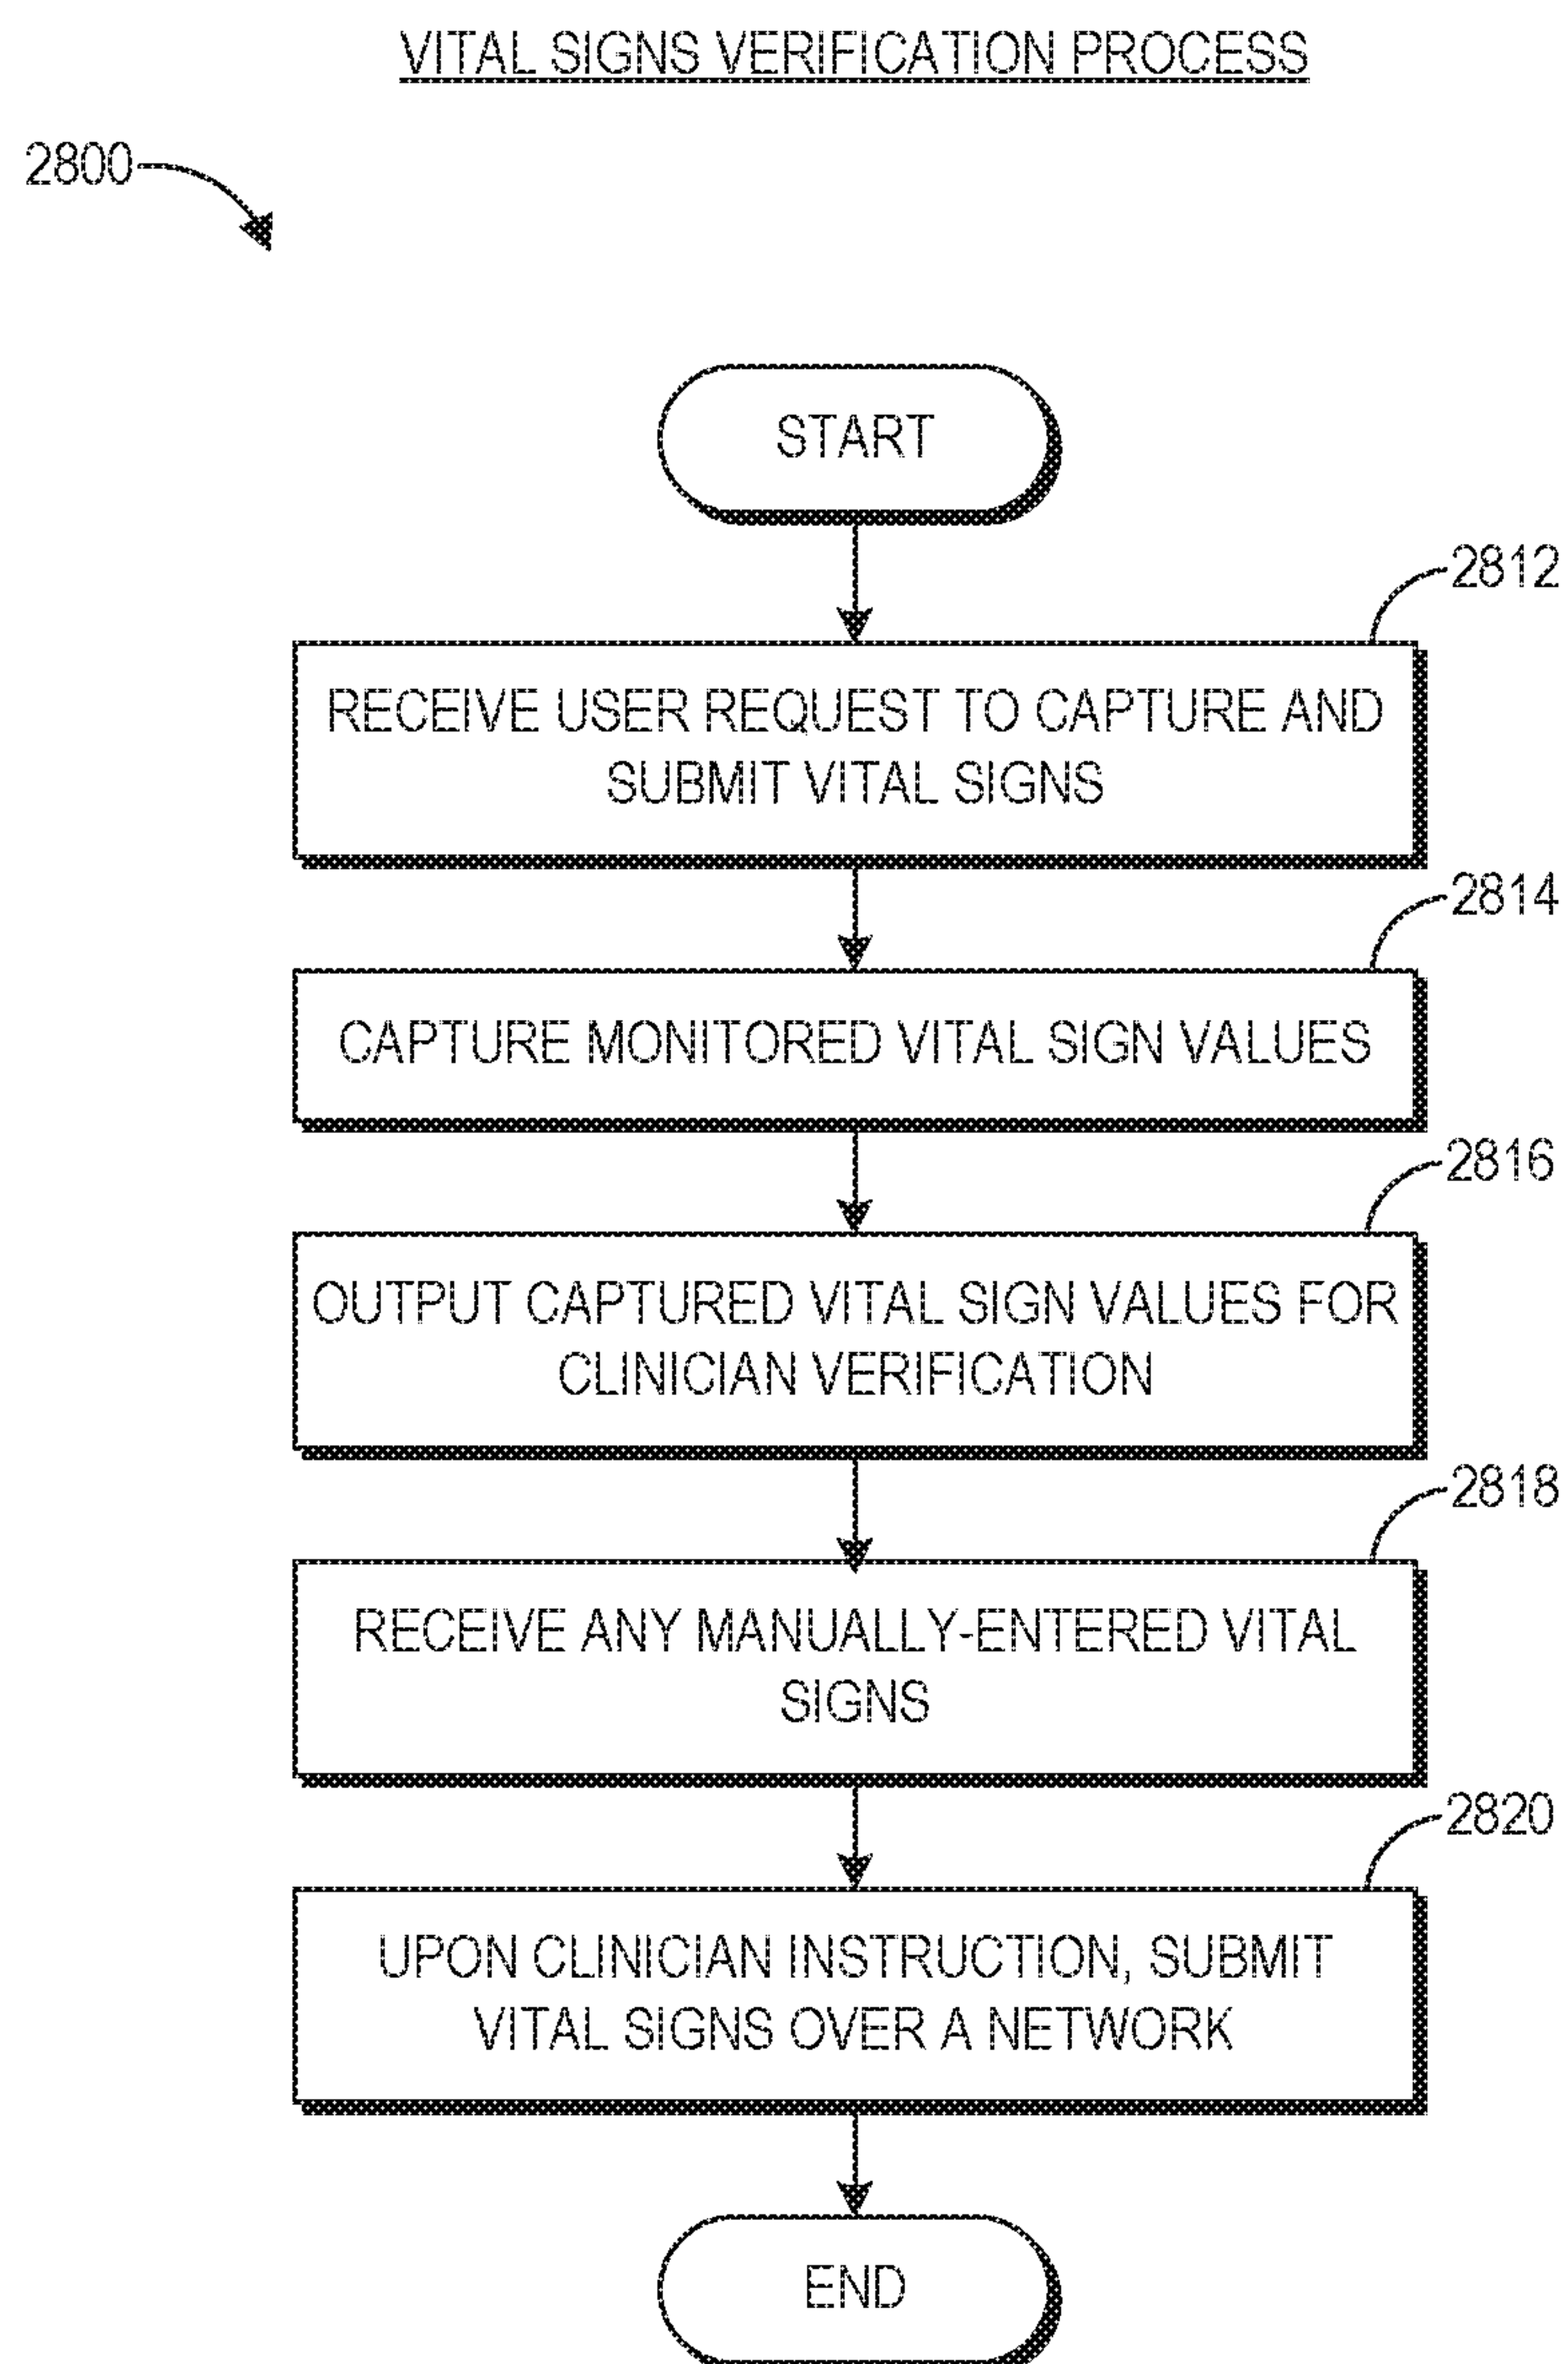 VITAL SIGNS VERIFICATION PROCESS
2800
START
2812
RECEIVE USER REQUEST TO CAPTURE AND
SUBMIT VITAL SIGNS
2814
CAPTURE MONITORED VITAL SIGN VALUES
2816
OUTPUT CAPTURED VITAL SIGN VALUES FOR
CLINICIAN VERIFICATION
2818
RECEIVE ANY MANUALLY-ENTERED VITAL
SIGNS
2820
UPON CLINICIAN INSTRUCTION, SUBMIT
VITAL SIGNS OVER A NETWORK
END